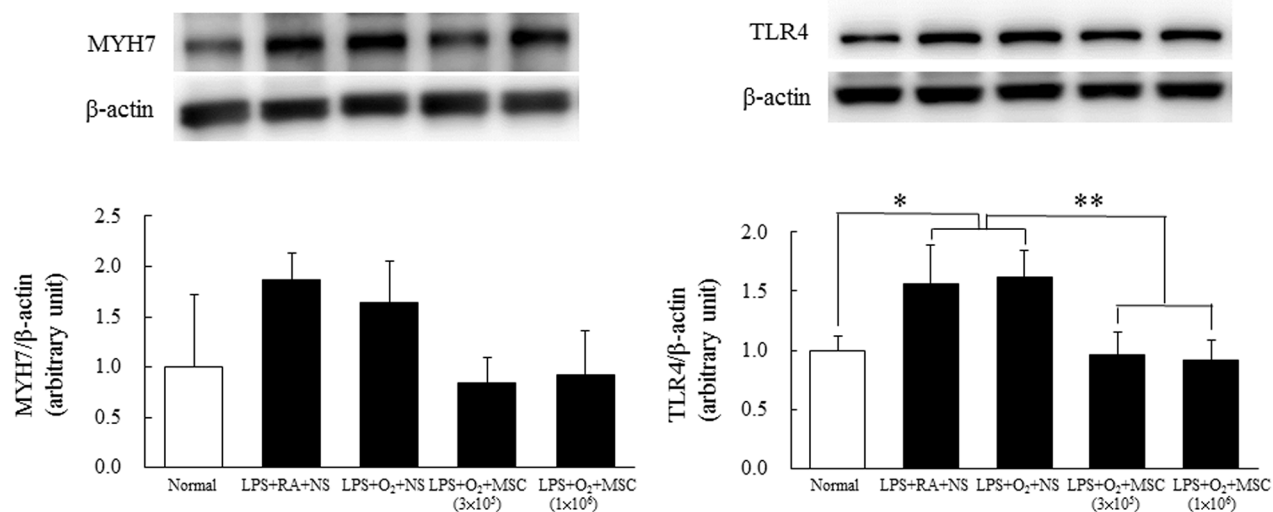 MYH7
β-actin
MYH7/β-actin
(arbitrary unit)
2.5
2.0
1.5
1.0
0.5
0.0
Normal
LPS+RA+NS
LPS+O₂+NS
LPS+O₂+MSC
(3×10⁵)
LPS+O₂+MSC
(1×10⁶)
TLR4
β-actin
*
**
TLR4/β-actin
(arbitrary unit)
2.0
1.5
1.0
0.5
0.0
Normal
LPS+RA+NS
LPS+O₂+NS
LPS+O₂+MSC
(3×10⁵)
LPS+O₂+MSC
(1×10⁶)